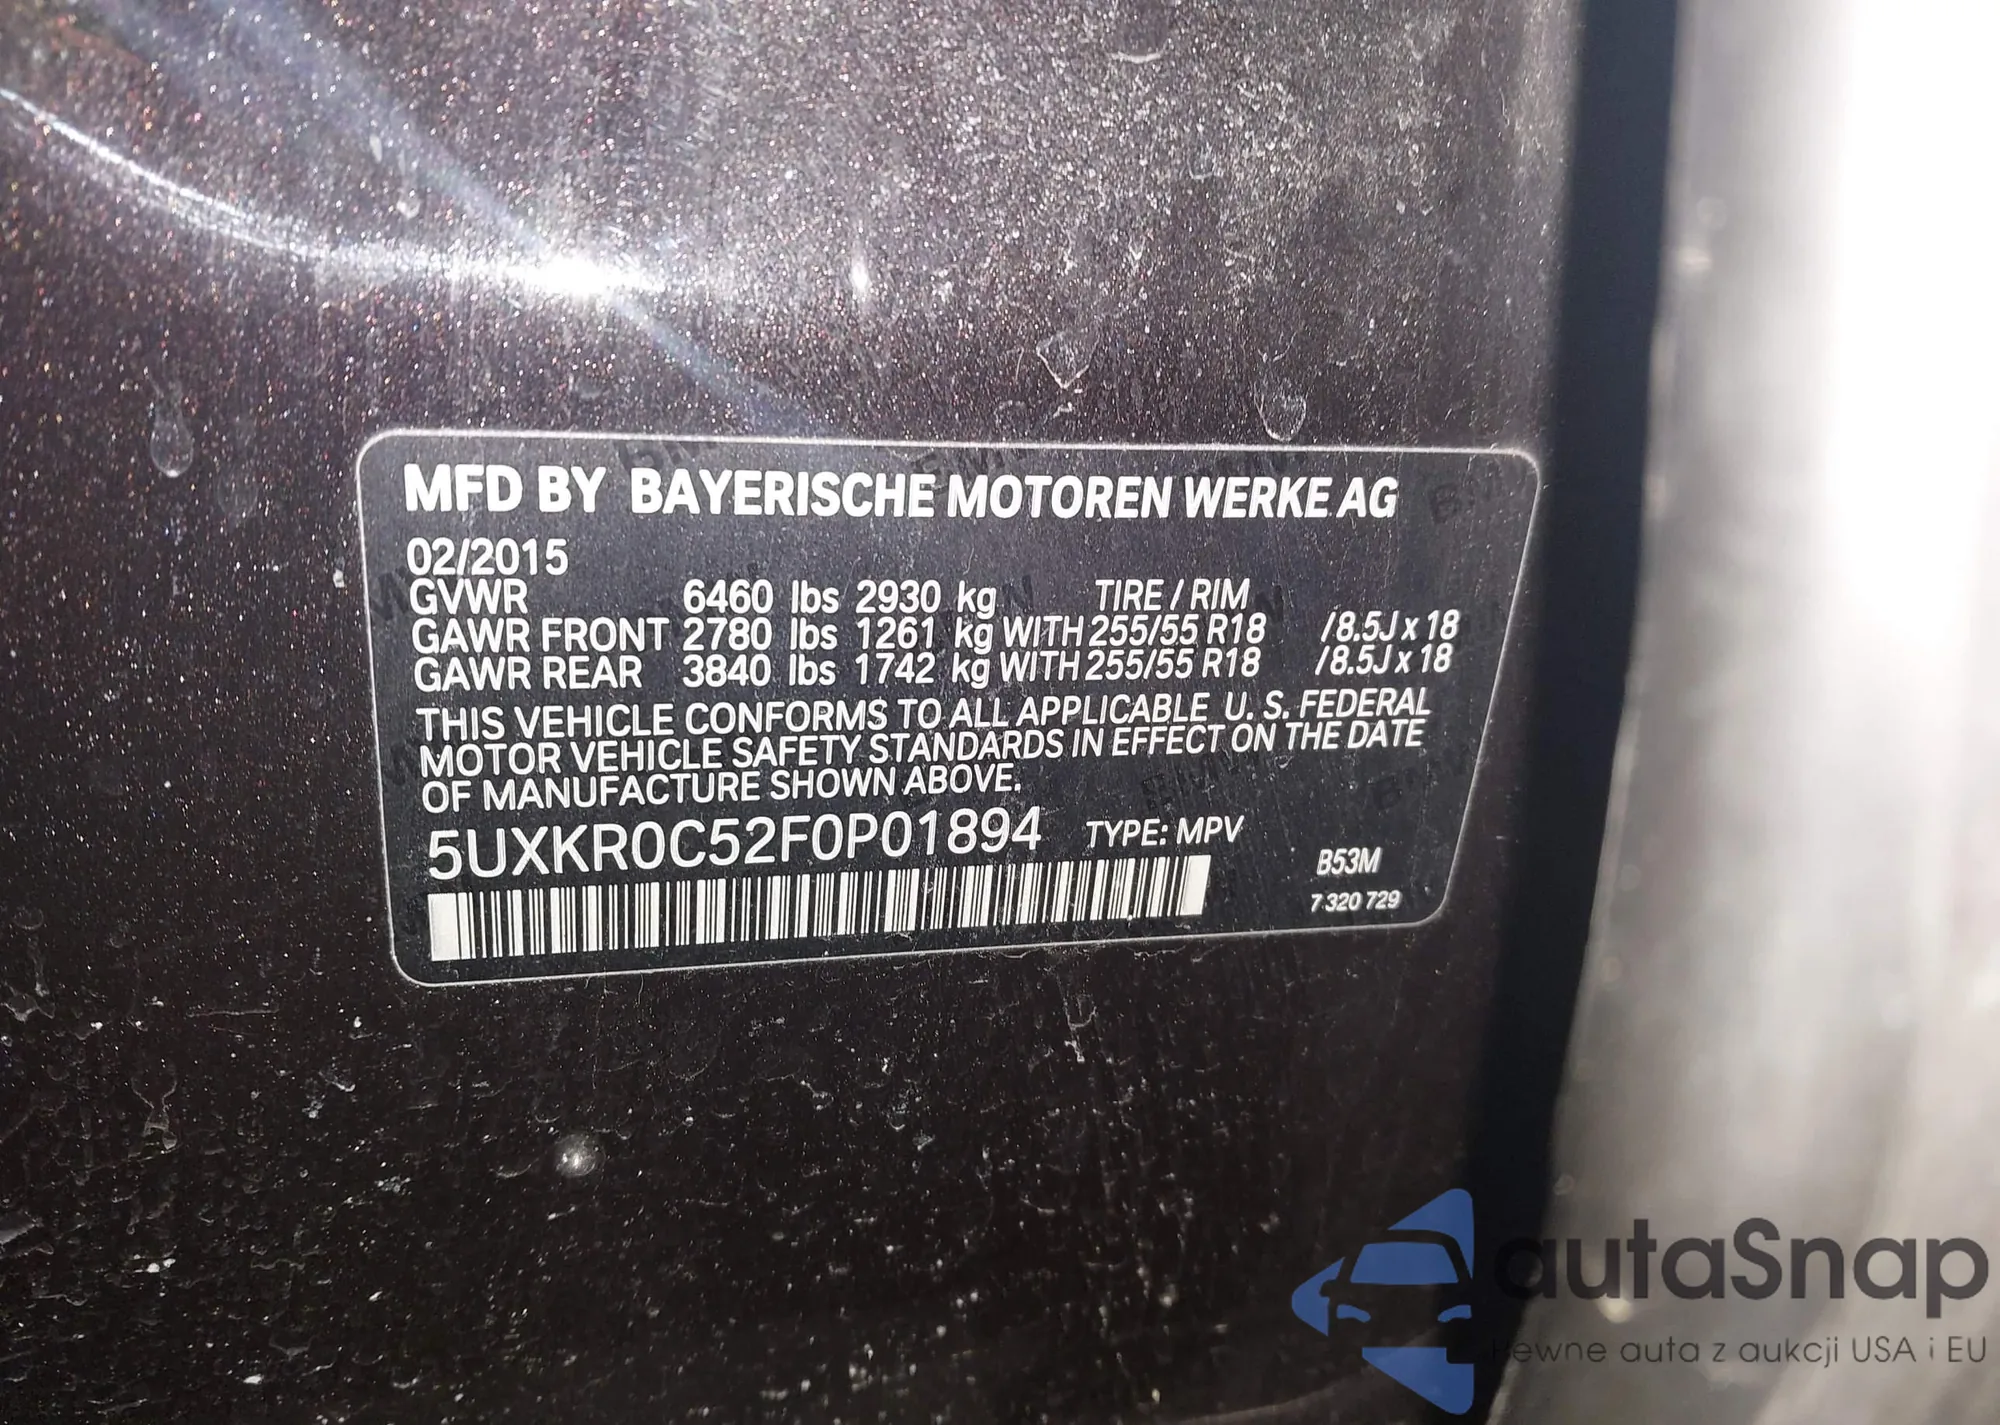 MFD BY BAYERISCHE MOTOREN WERKE AG
02/2015
GVWR 6460 lbs 2930 kg TIRE / RIM
GAWR FRONT 2780 lbs 1261 kg WITH 255/55 R18 /8.5J x 18
GAWR REAR 3840 lbs 1742 kg WITH 255/55 R18 /8.5J x 18
THIS VEHICLE CONFORMS TO ALL APPLICABLE U. S. FEDERAL
MOTOR VEHICLE SAFETY STANDARDS IN EFFECT ON THE DATE
OF MANUFACTURE SHOWN ABOVE.
5UXKR0C52F0P01894 TYPE: MPV
B53M
7 320 729
autaSnap
Pewne auta z aukcji USA i EU